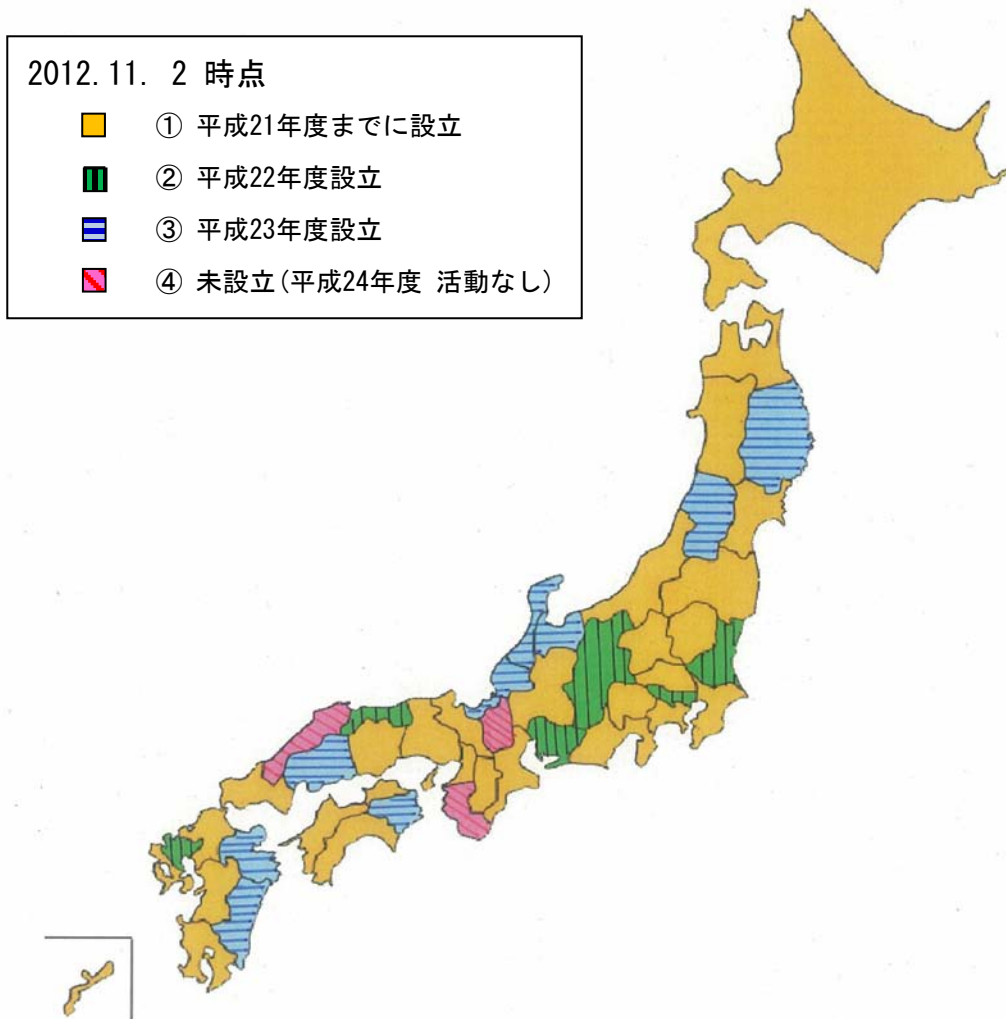 2012.11. 2 時点
① 平成21年度までに設立
② 平成22年度設立
③ 平成23年度設立
④ 未設立(平成24年度 活動なし)